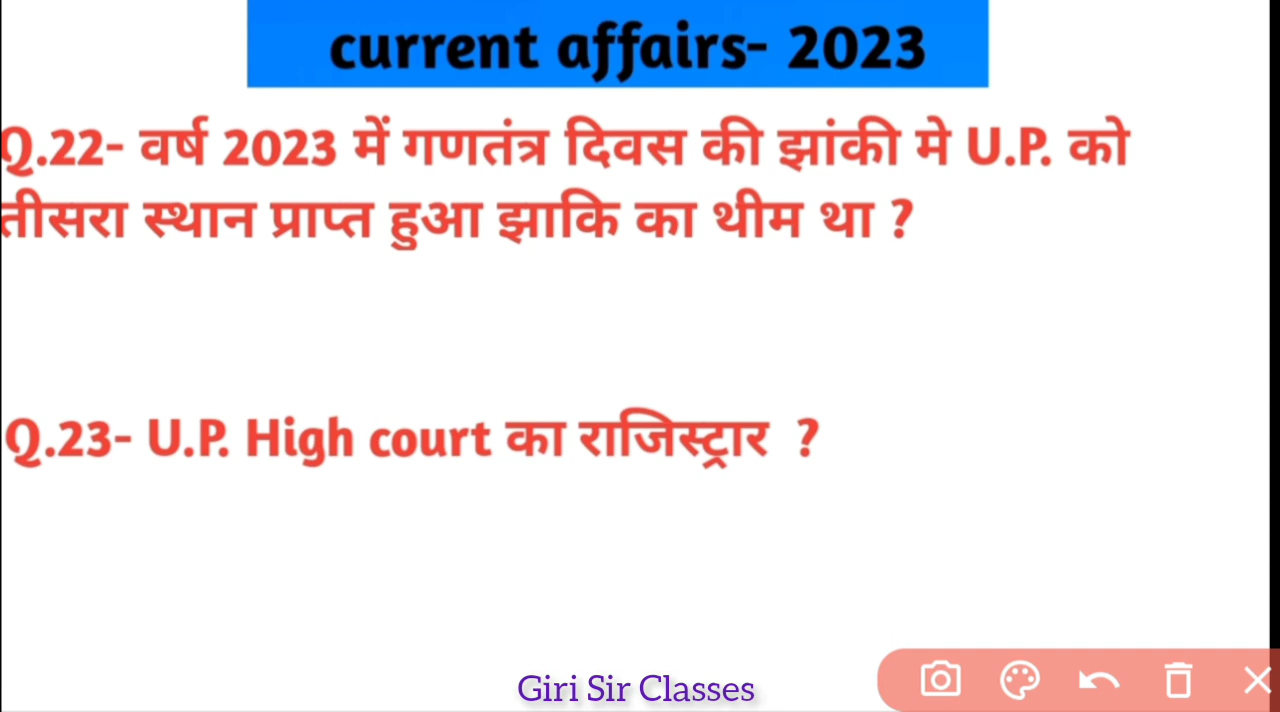 current affairs- 2023
Q.22- वर्ष 2023 में गणतंत्र दिवस की झांकी मे U.P. को
तीसरा स्थान प्राप्त हुआ झाकि का थीम था ?
Q.23- U.P. High court का राजिस्ट्रार ?
Giri Sir Classes